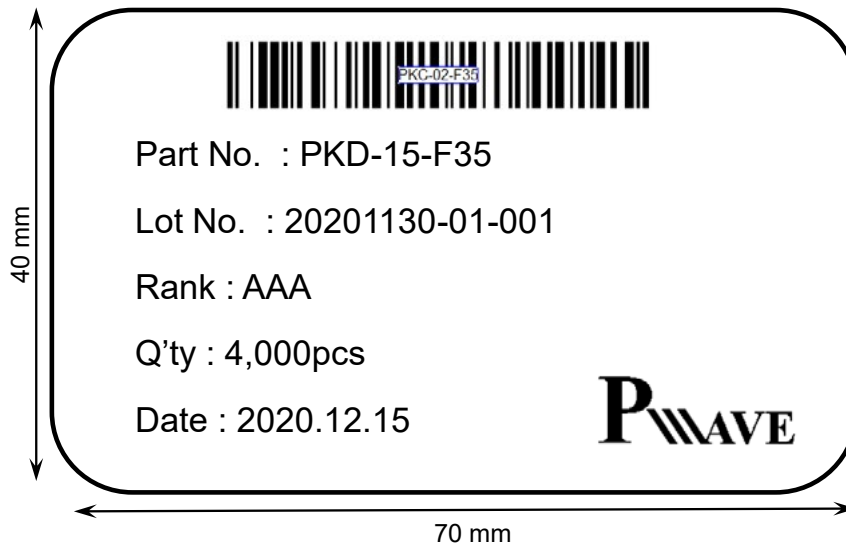 PKC-02-F35
Part No. : PKD-15-F35
Lot No. : 20201130-01-001
Rank : AAA
Q’ty : 4,000pcs
Date : 2020.12.15
PWAVE
40 mm
70 mm